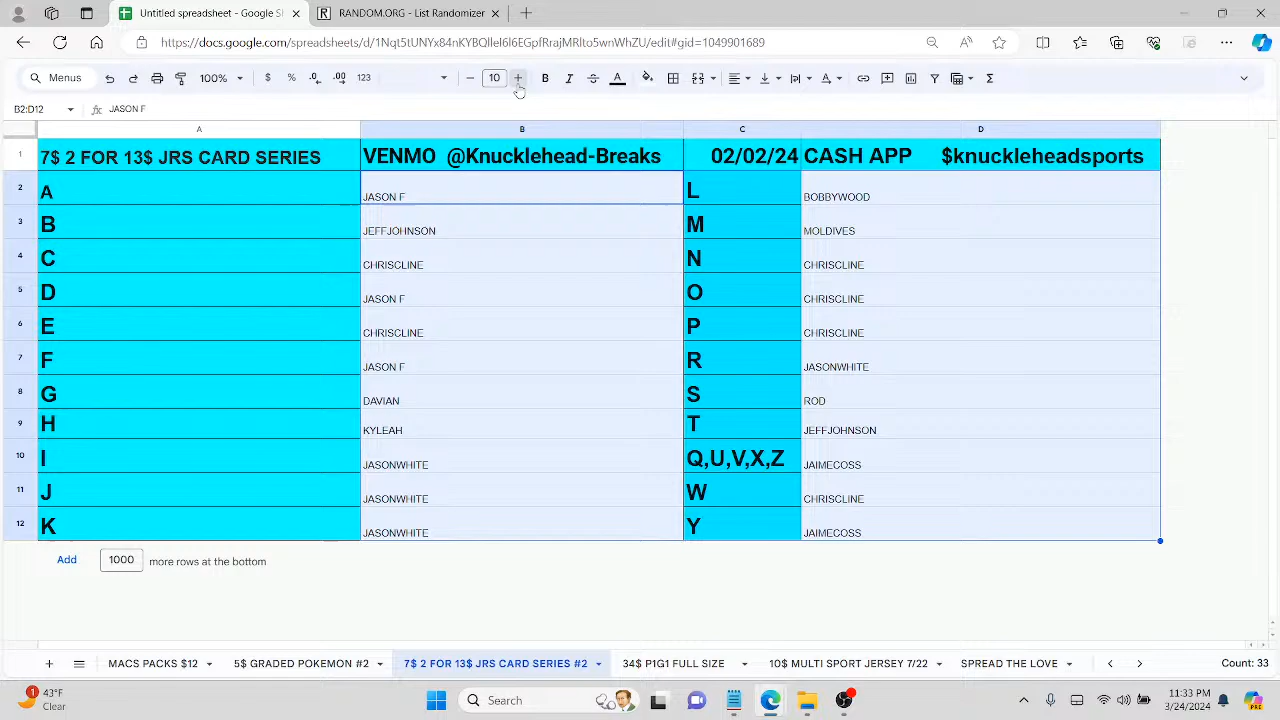 Untitled spreadsheet - Google Sl
RANDOM.ORG - List Randomizer
https://docs.google.com/spreadsheets/d/1Nqt5tUNYx84nKYBQJleI6l6EGpfRrajMRIto5wnWhZU/edit#gid=1049901689
Menus 100% $ % .0 .00 123 10 B I A
B2:D12 fx JASON F
A B C D
1 7$ 2 FOR 13$ JRS CARD SERIES VENMO @Knucklehead-Breaks 02/02/24 CASH APP $knuckleheadsports
2 A JASON F L BOBBYWOOD
3 B JEFFJOHNSON M MOLDIVES
4 C CHRISCLINE N CHRISCLINE
5 D JASON F O CHRISCLINE
6 E CHRISCLINE P CHRISCLINE
7 F JASON F R JASONWHITE
8 G DAVIAN S ROD
9 H KYLEAH T JEFFJOHNSON
10 I JASONWHITE Q,U,V,X,Z JAIMECOSS
11 J JASONWHITE W CHRISCLINE
12 K JASONWHITE Y JAIMECOSS
Add 1000 more rows at the bottom
MACS PACKS $12 5$ GRADED POKEMON #2 7$ 2 FOR 13$ JRS CARD SERIES #2 34$ P1G1 FULL SIZE 10$ MULTI SPORT JERSEY 7/22 SPREAD THE LOVE Count: 33
1 43°F Clear Search 11:33 PM 3/24/2024